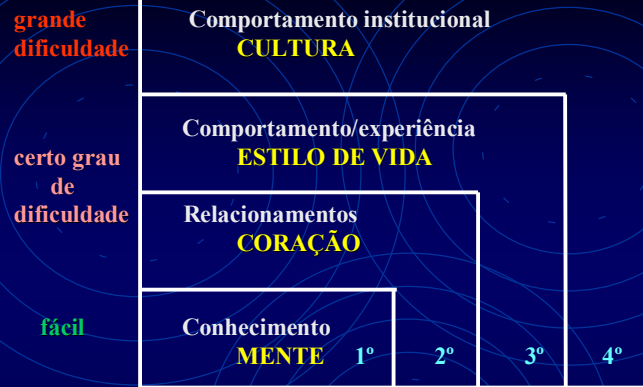 grande
dificuldade
Comportamento institucional
CULTURA
certo grau
de
dificuldade
Comportamento/experiência
ESTILO DE VIDA
Relacionamentos
CORAÇÃO
fácil
Conhecimento
MENTE 1º 2º 3º 4º